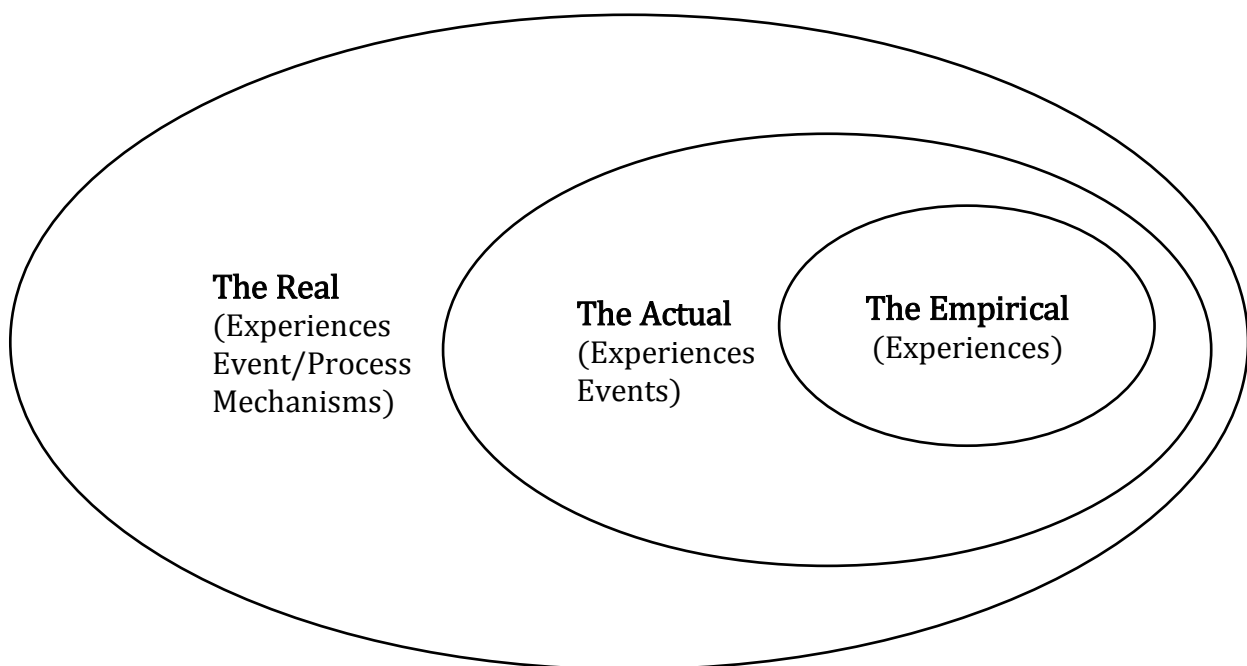 The Real
(Experiences
Event/Process
Mechanisms)
The Actual
(Experiences
Events)
The Empirical
(Experiences)